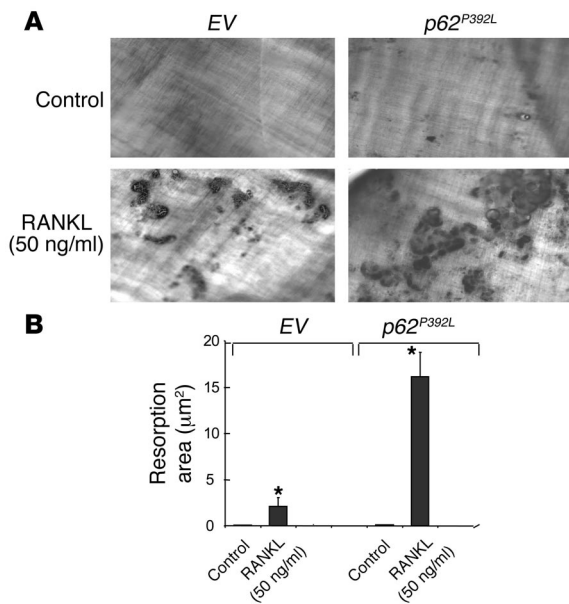 A
EV p62P392L
Control
RANKL
(50 ng/ml)
B
EV p62P392L
Resorption
area (μm2)
20
15
10
5
0
*
*
Control
RANKL
(50 ng/ml)
Control
RANKL
(50 ng/ml)